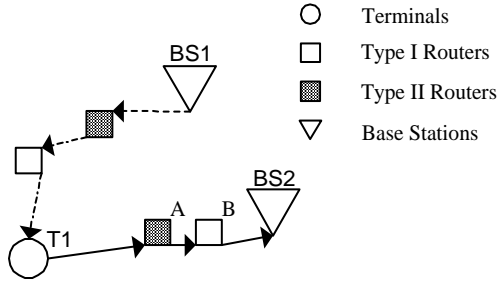 Terminals
BS1
Type I Routers
Type II Routers
Base Stations
BS2
A
B
T1